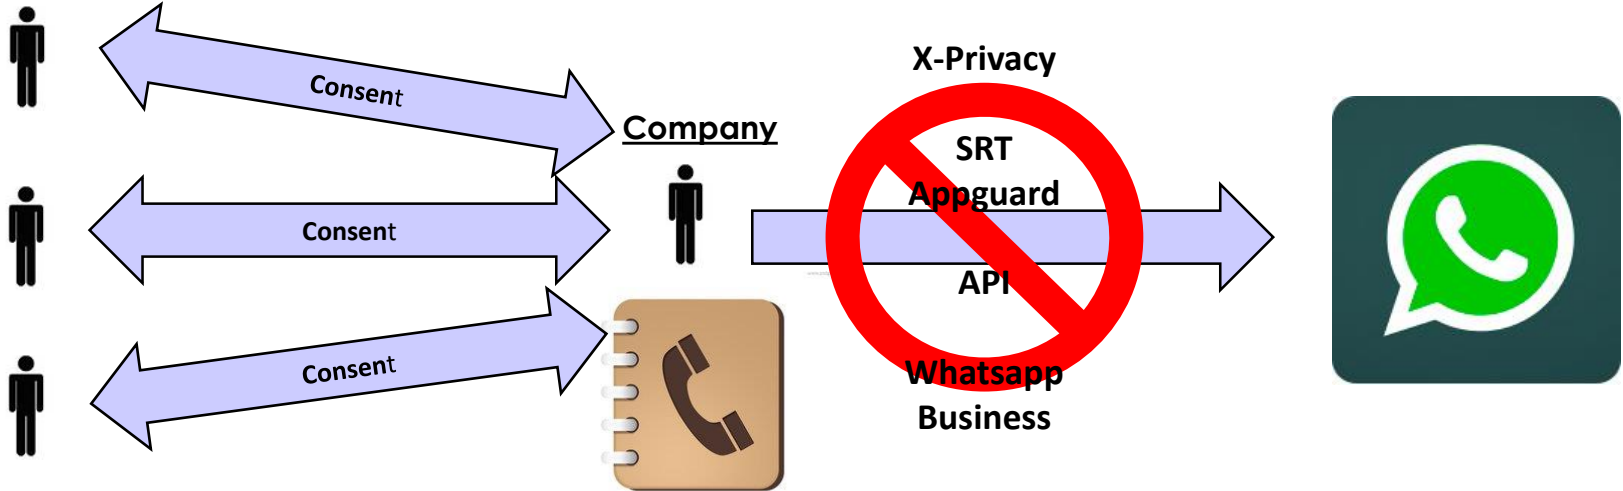 Consent
Consent
Consent
Company
X-Privacy
SRT
Appguard
API
Whatsapp
Business